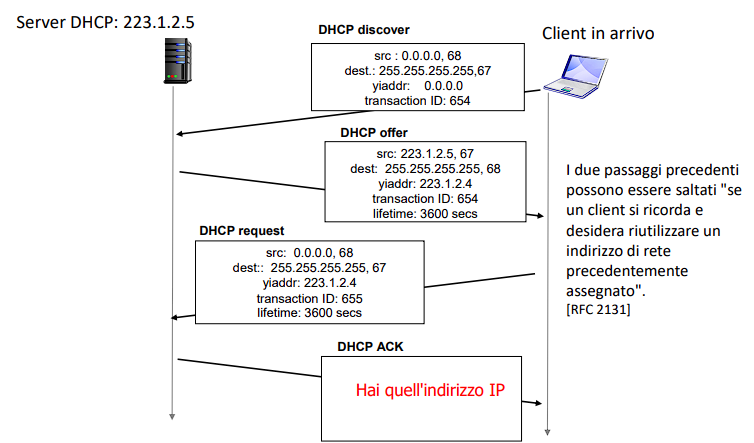 Server DHCP: 223.1.2.5
DHCP discover
Client in arrivo
src : 0.0.0.0, 68
dest.: 255.255.255.255,67
yiaddr: 0.0.0.0
transaction ID: 654
DHCP offer
src: 223.1.2.5, 67
dest: 255.255.255.255, 68
yiaddr: 223.1.2.4
transaction ID: 654
lifetime: 3600 secs
I due passaggi precedenti
possono essere saltati "se
un client si ricorda e
desidera riutilizzare un
indirizzo di rete
precedentemente
assegnato".
[RFC 2131]
DHCP request
src: 0.0.0.0, 68
dest:: 255.255.255.255, 67
yiaddr: 223.1.2.4
transaction ID: 655
lifetime: 3600 secs
DHCP ACK
Hai quell'indirizzo IP